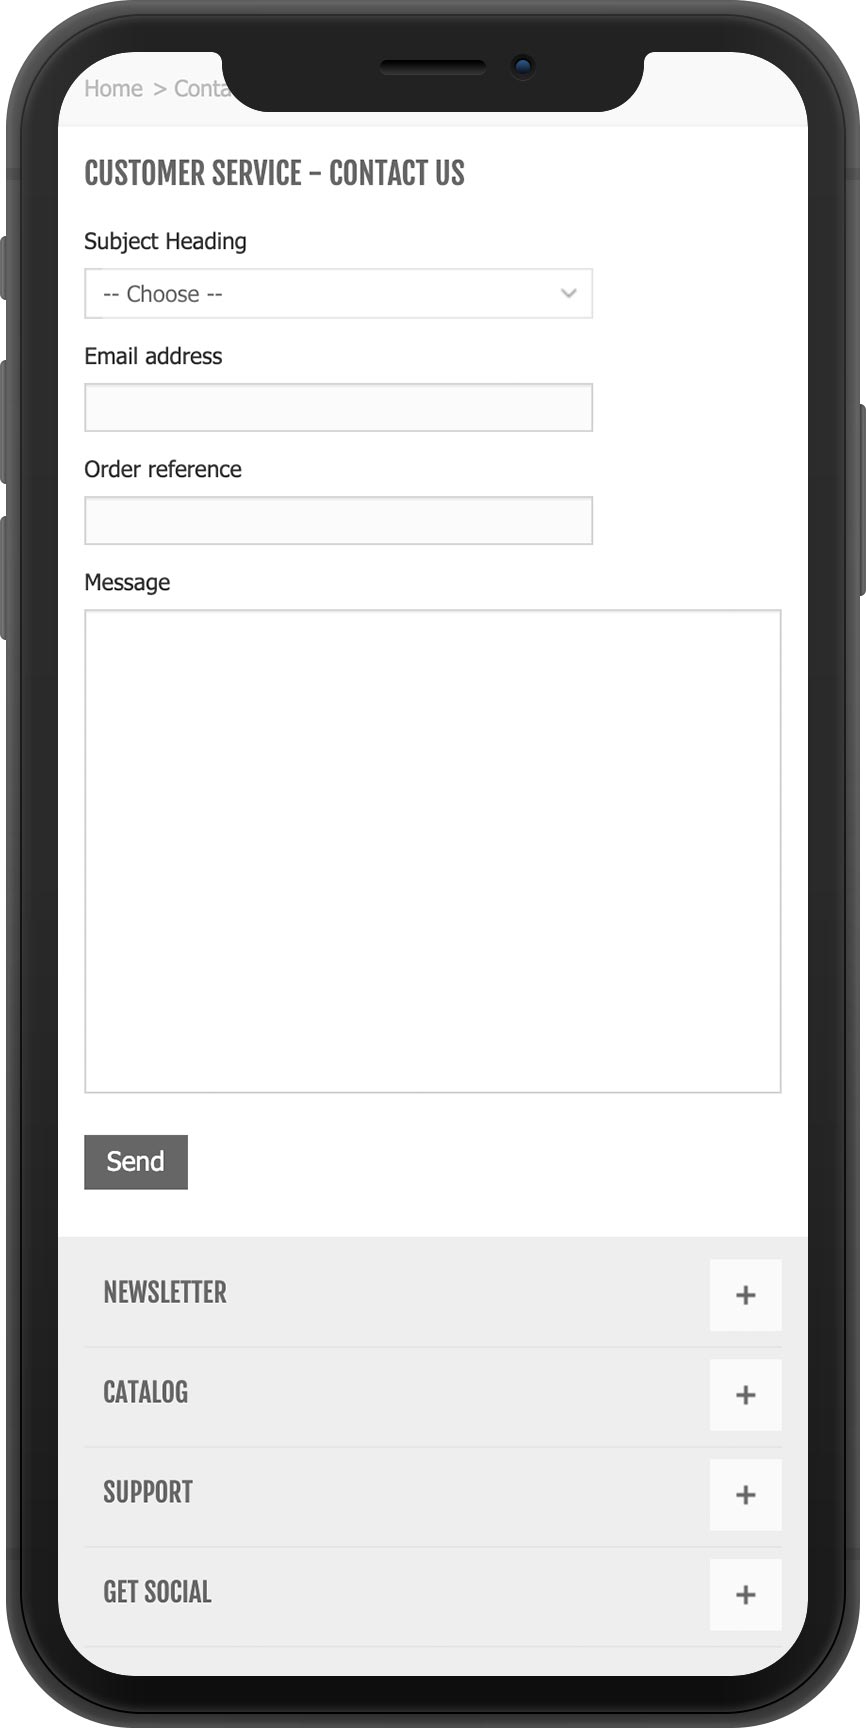 Home > Conta
CUSTOMER SERVICE - CONTACT US
Subject Heading
-- Choose --
Email address
Order reference
Message
Send
NEWSLETTER
+
CATALOG
+
SUPPORT
+
GET SOCIAL
+